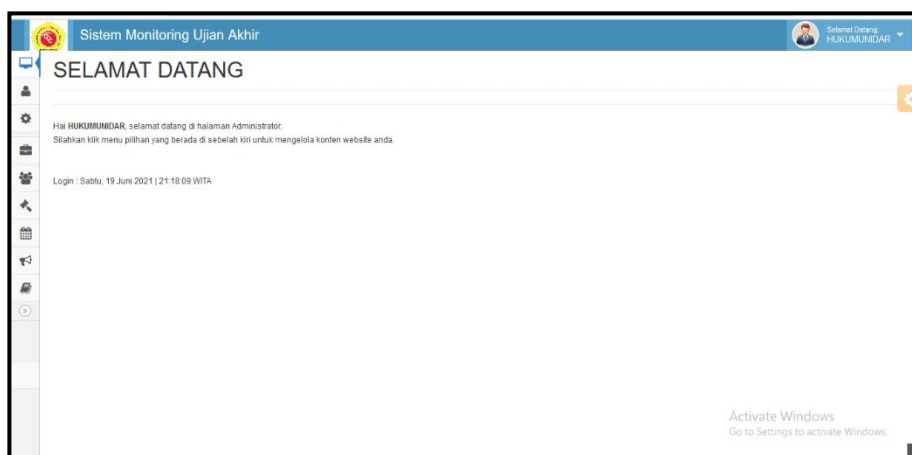 Sistem Monitoring Ujian Akhir
Selamat Datang,
HUKUMUNIDAR
SELAMAT DATANG
Hai HUKUMUNIDAR, selamat datang di halaman Administrator.
Silahkan klik menu pilihan yang berada di sebelah kiri untuk mengelola konten website anda.
Login : Sabtu, 19 Juni 2021 | 21:18:09 WITA
Activate Windows
Go to Settings to activate Windows.